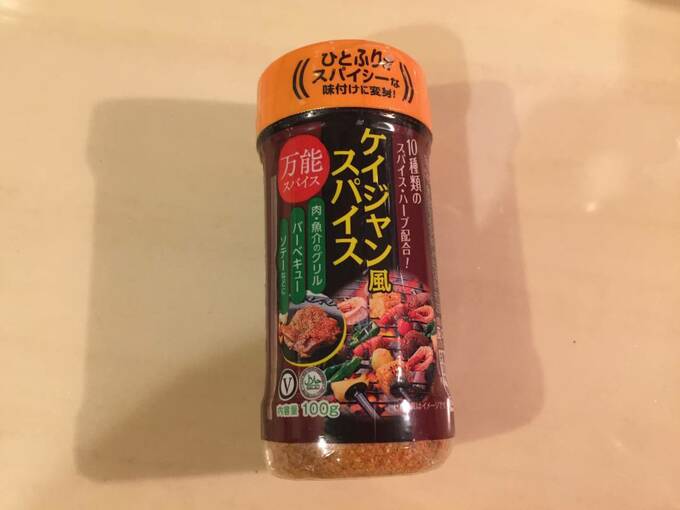 ひとふりで
スパイシーな
味付けに変身!
10種類の
スパイス・ハーブ配合!
ケイジャン風
スパイス
万能
スパイス
肉・魚介のグリル
バーベキュー
ソテーなどに
V
内容量 100g